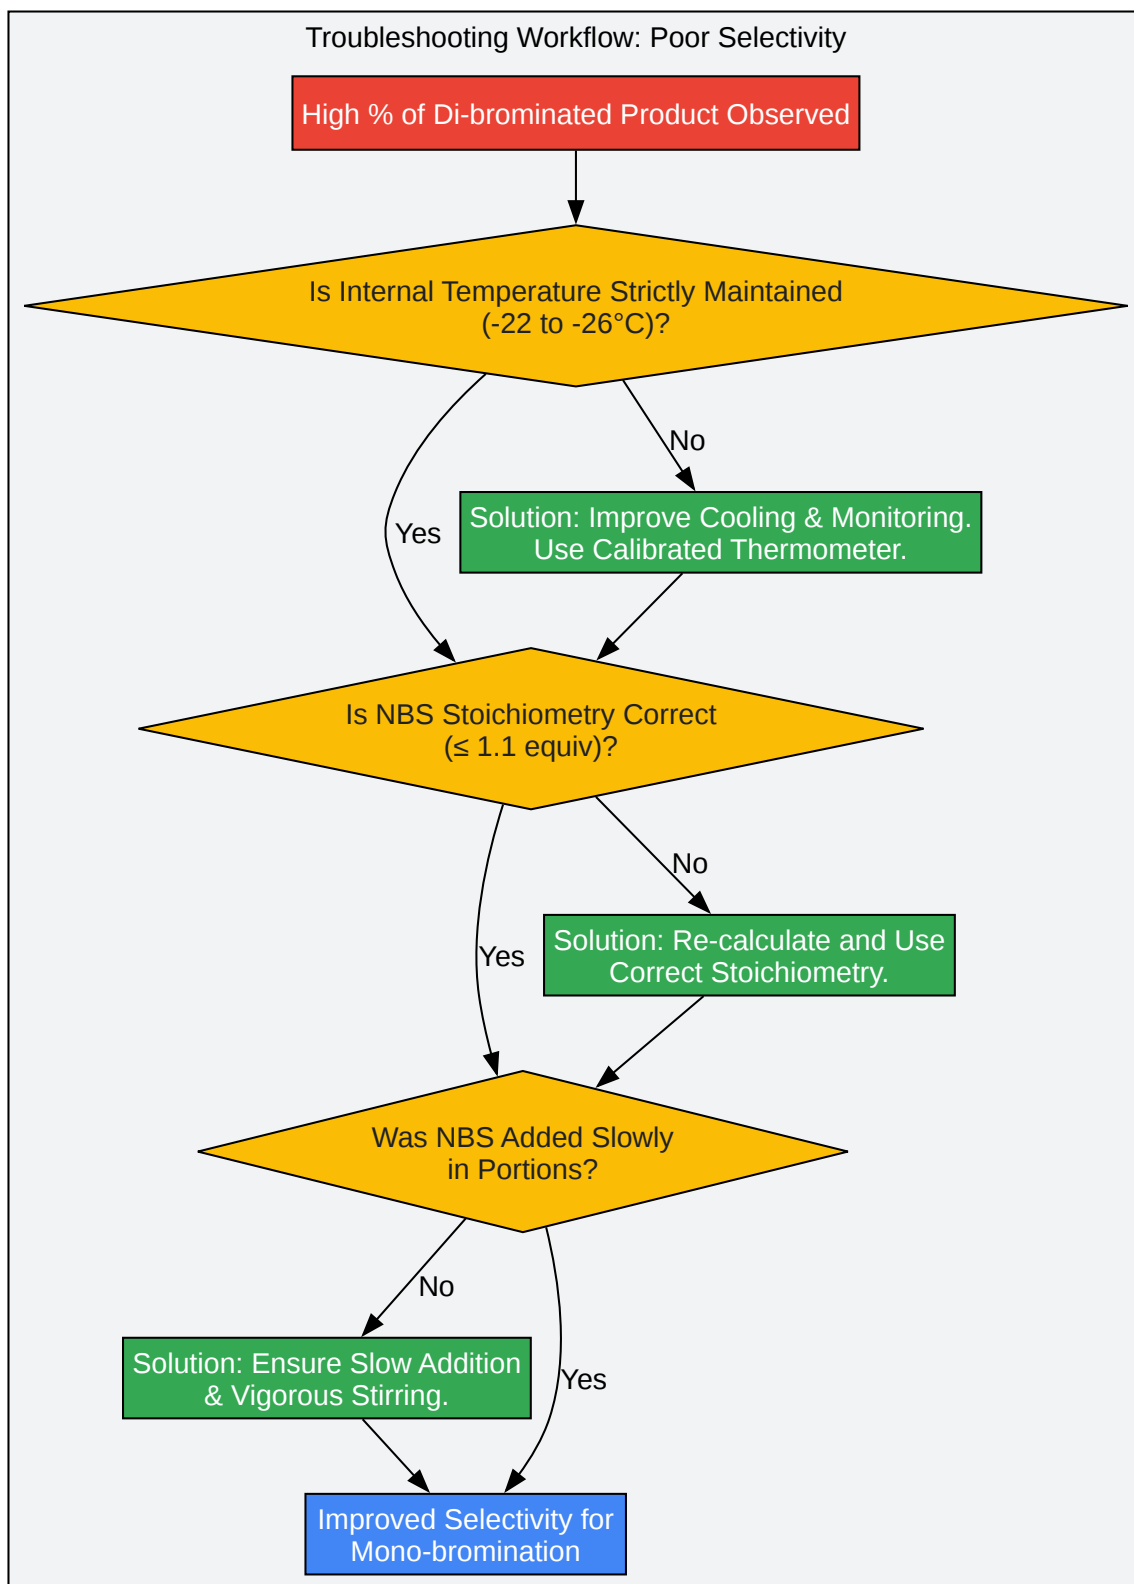 Troubleshooting Workflow: Poor Selectivity
High % of Di-brominated Product Observed
Is Internal Temperature Strictly Maintained
(-22 to -26°C)?
No
Yes
Solution: Improve Cooling & Monitoring.
Use Calibrated Thermometer.
Is NBS Stoichiometry Correct
(≤ 1.1 equiv)?
No
Yes
Solution: Re-calculate and Use
Correct Stoichiometry.
Was NBS Added Slowly
in Portions?
No
Yes
Solution: Ensure Slow Addition
& Vigorous Stirring.
Improved Selectivity for
Mono-bromination